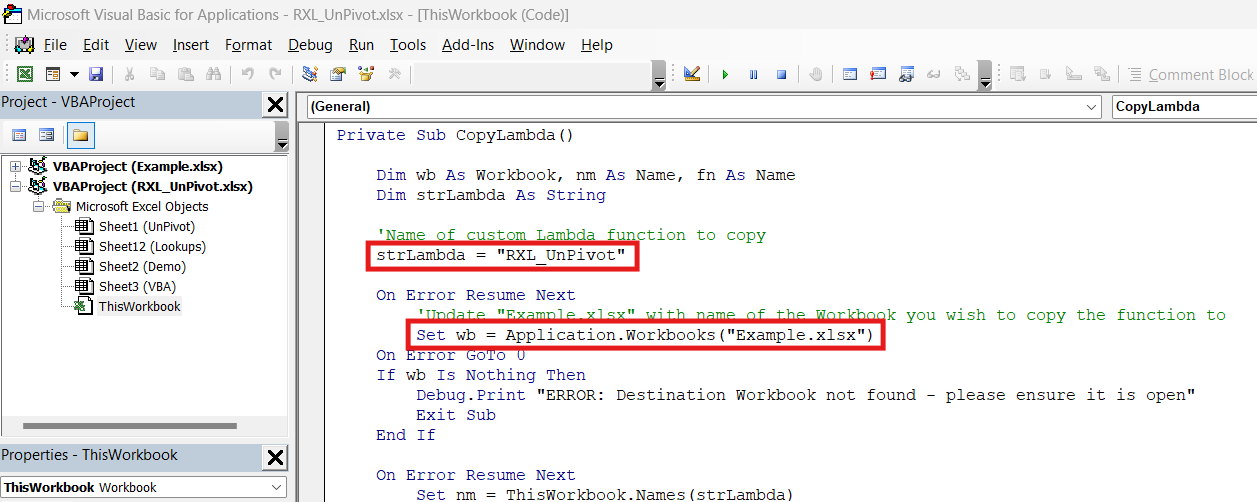 Microsoft Visual Basic for Applications - RXL_UnPivot.xlsx - [ThisWorkbook (Code)]
File Edit View Insert Format Debug Run Tools Add-Ins Window Help
Comment Block
Project - VBAProject
VBAProject (Example.xlsx)
VBAProject (RXL_UnPivot.xlsx)
Microsoft Excel Objects
Sheet1 (UnPivot)
Sheet12 (Lookups)
Sheet2 (Demo)
Sheet3 (VBA)
ThisWorkbook
Properties - ThisWorkbook
ThisWorkbook Workbook
(General) CopyLambda
Private Sub CopyLambda()
Dim wb As Workbook, nm As Name, fn As Name
Dim strLambda As String
'Name of custom Lambda function to copy
strLambda = "RXL_UnPivot"
On Error Resume Next
'Update "Example.xlsx" with name of the Workbook you wish to copy the function to
Set wb = Application.Workbooks("Example.xlsx")
On Error GoTo 0
If wb Is Nothing Then
Debug.Print "ERROR: Destination Workbook not found - please ensure it is open"
Exit Sub
End If
On Error Resume Next
Set nm = ThisWorkbook.Names(strLambda)